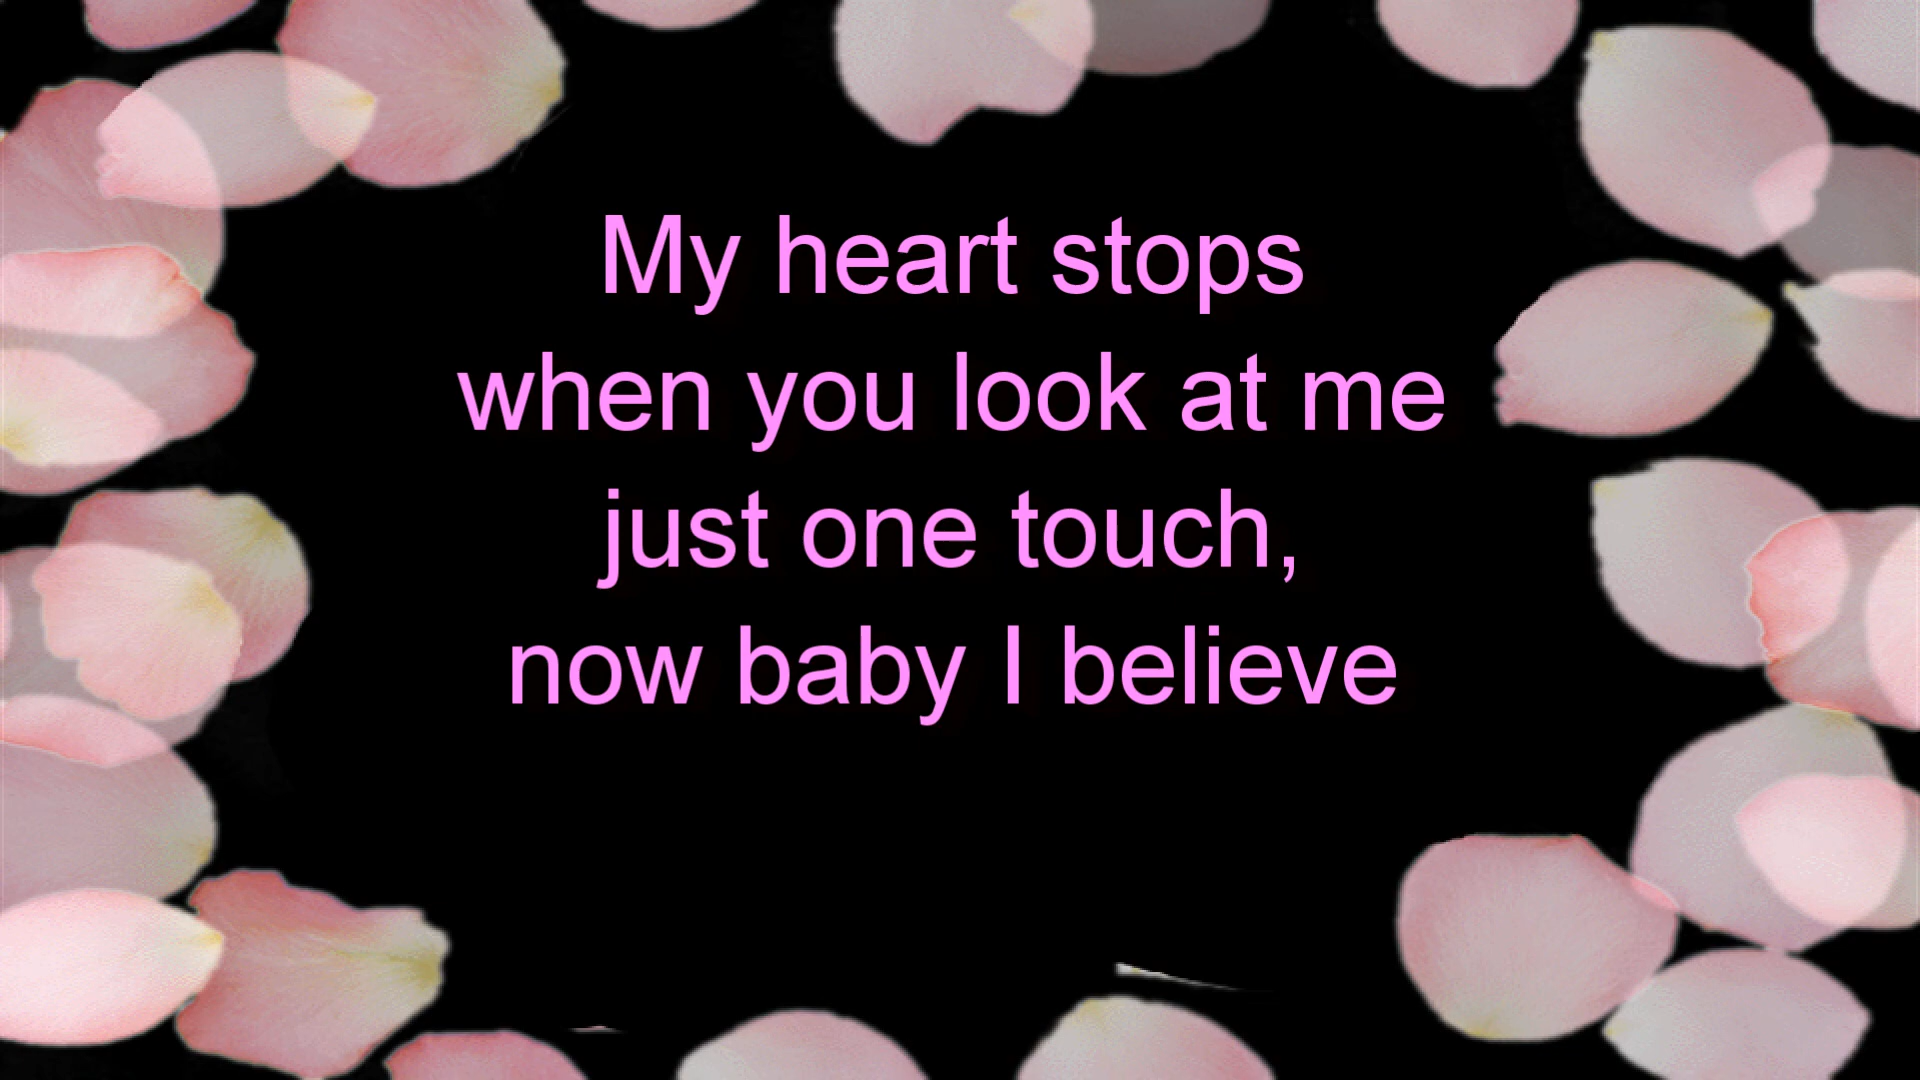 My heart stops
when you look at me
just one touch,
now baby I believe